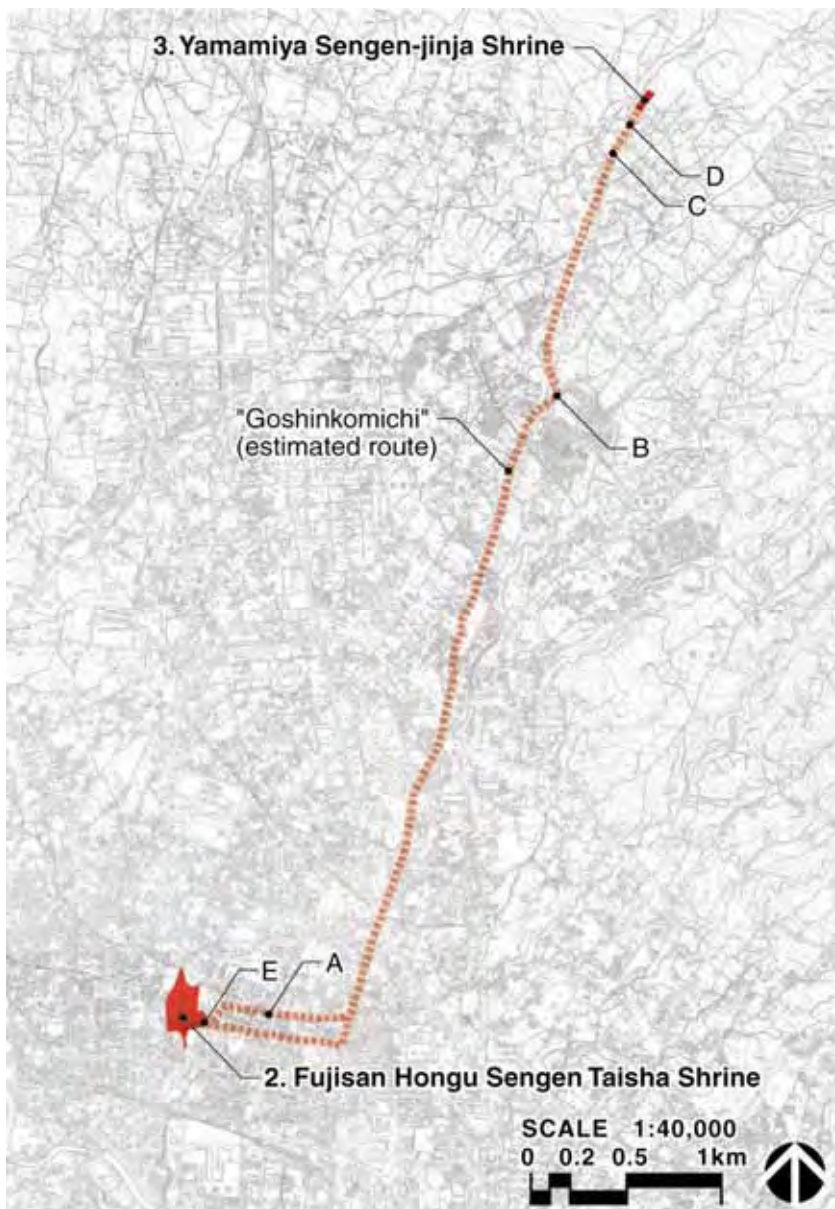 3. Yamamiya Sengen-jinja Shrine
D
C
"Goshinkomichi"
(estimated route)
B
A
E
2. Fujisan Hongu Sengen Taisha Shrine
SCALE 1:40,000
0 0.2 0.5 1km